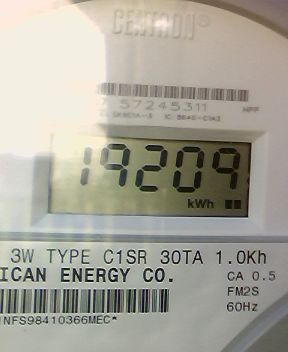 CENTRON®
57245311 HPF
19209
kWh
3W TYPE C1SR 30TA 1.0Kh
ICAN ENERGY CO. CA 0.5
FM2S
60Hz
NFS98410366MEC*